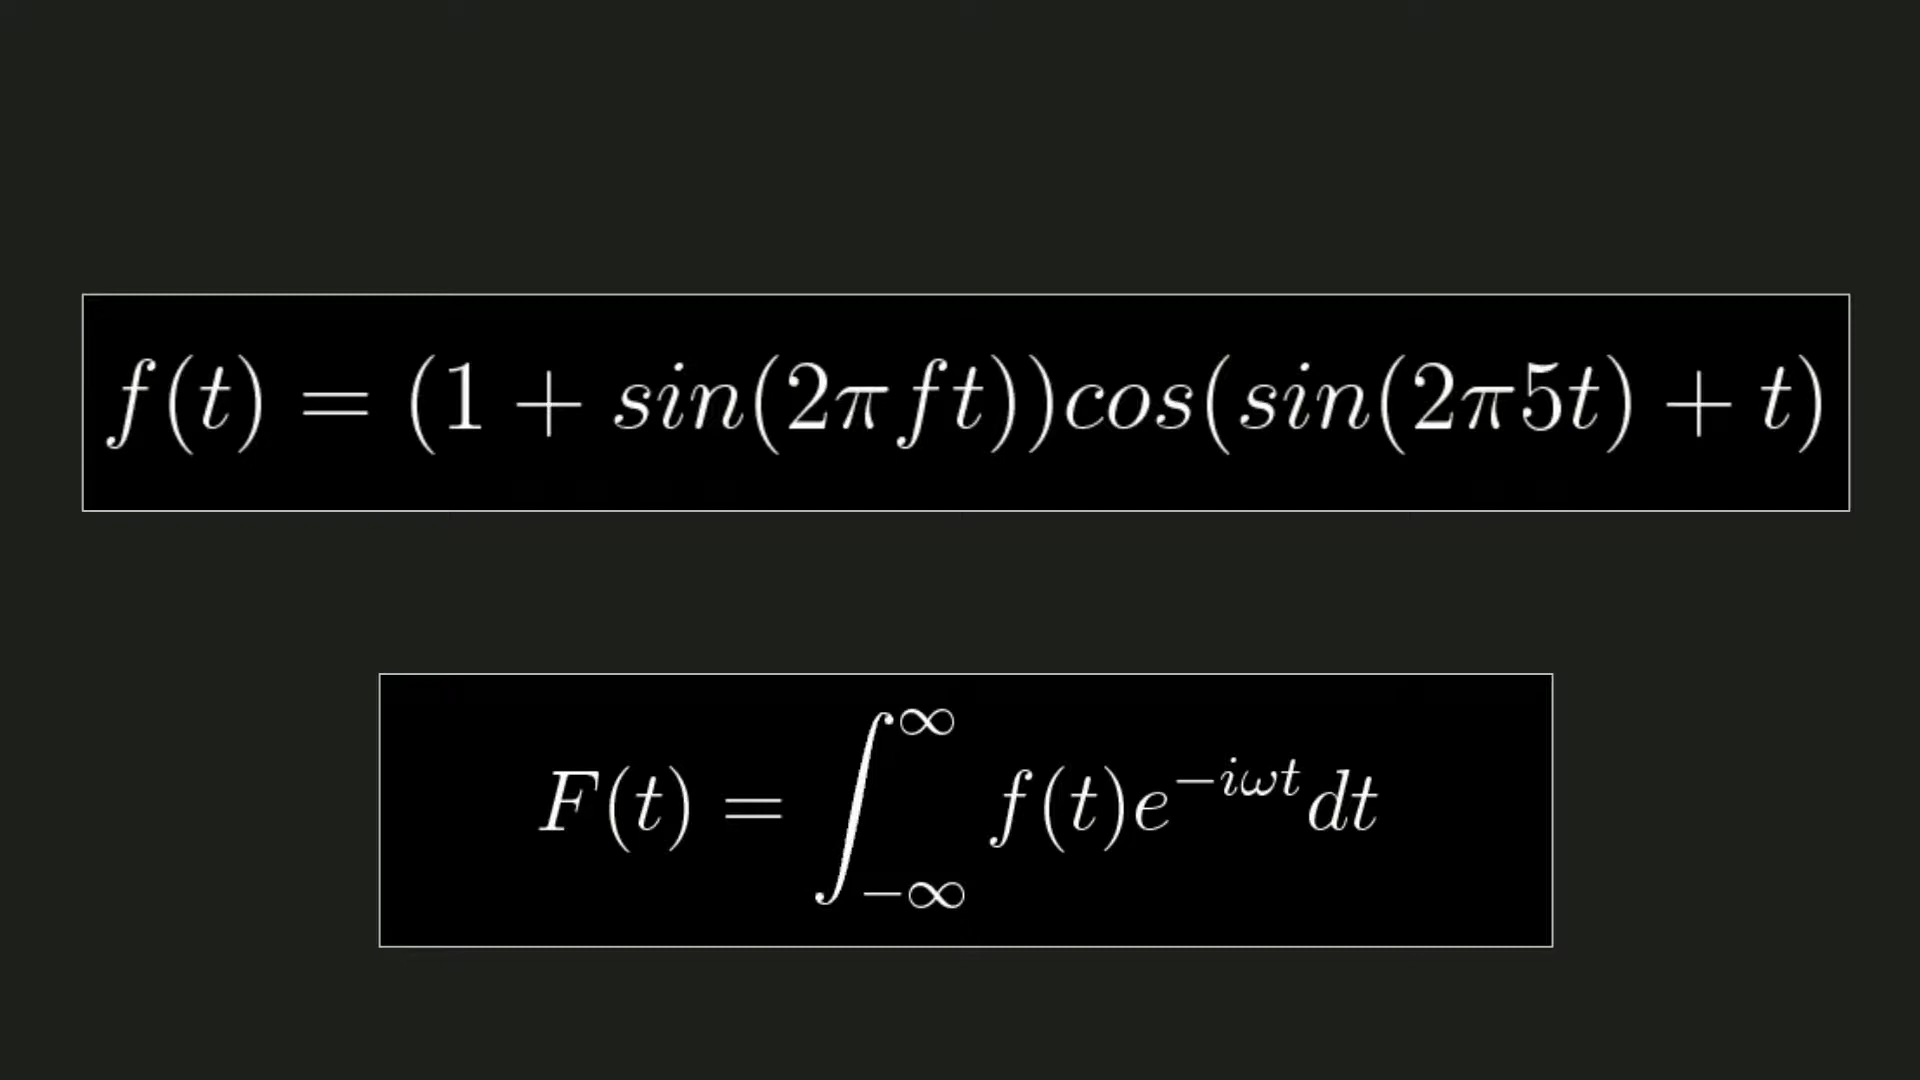 f(t) = (1 + sin(2πft))cos(sin(2π5t) + t)
F(t) = ∫_{-∞}^{∞} f(t)e^{-iωt}dt